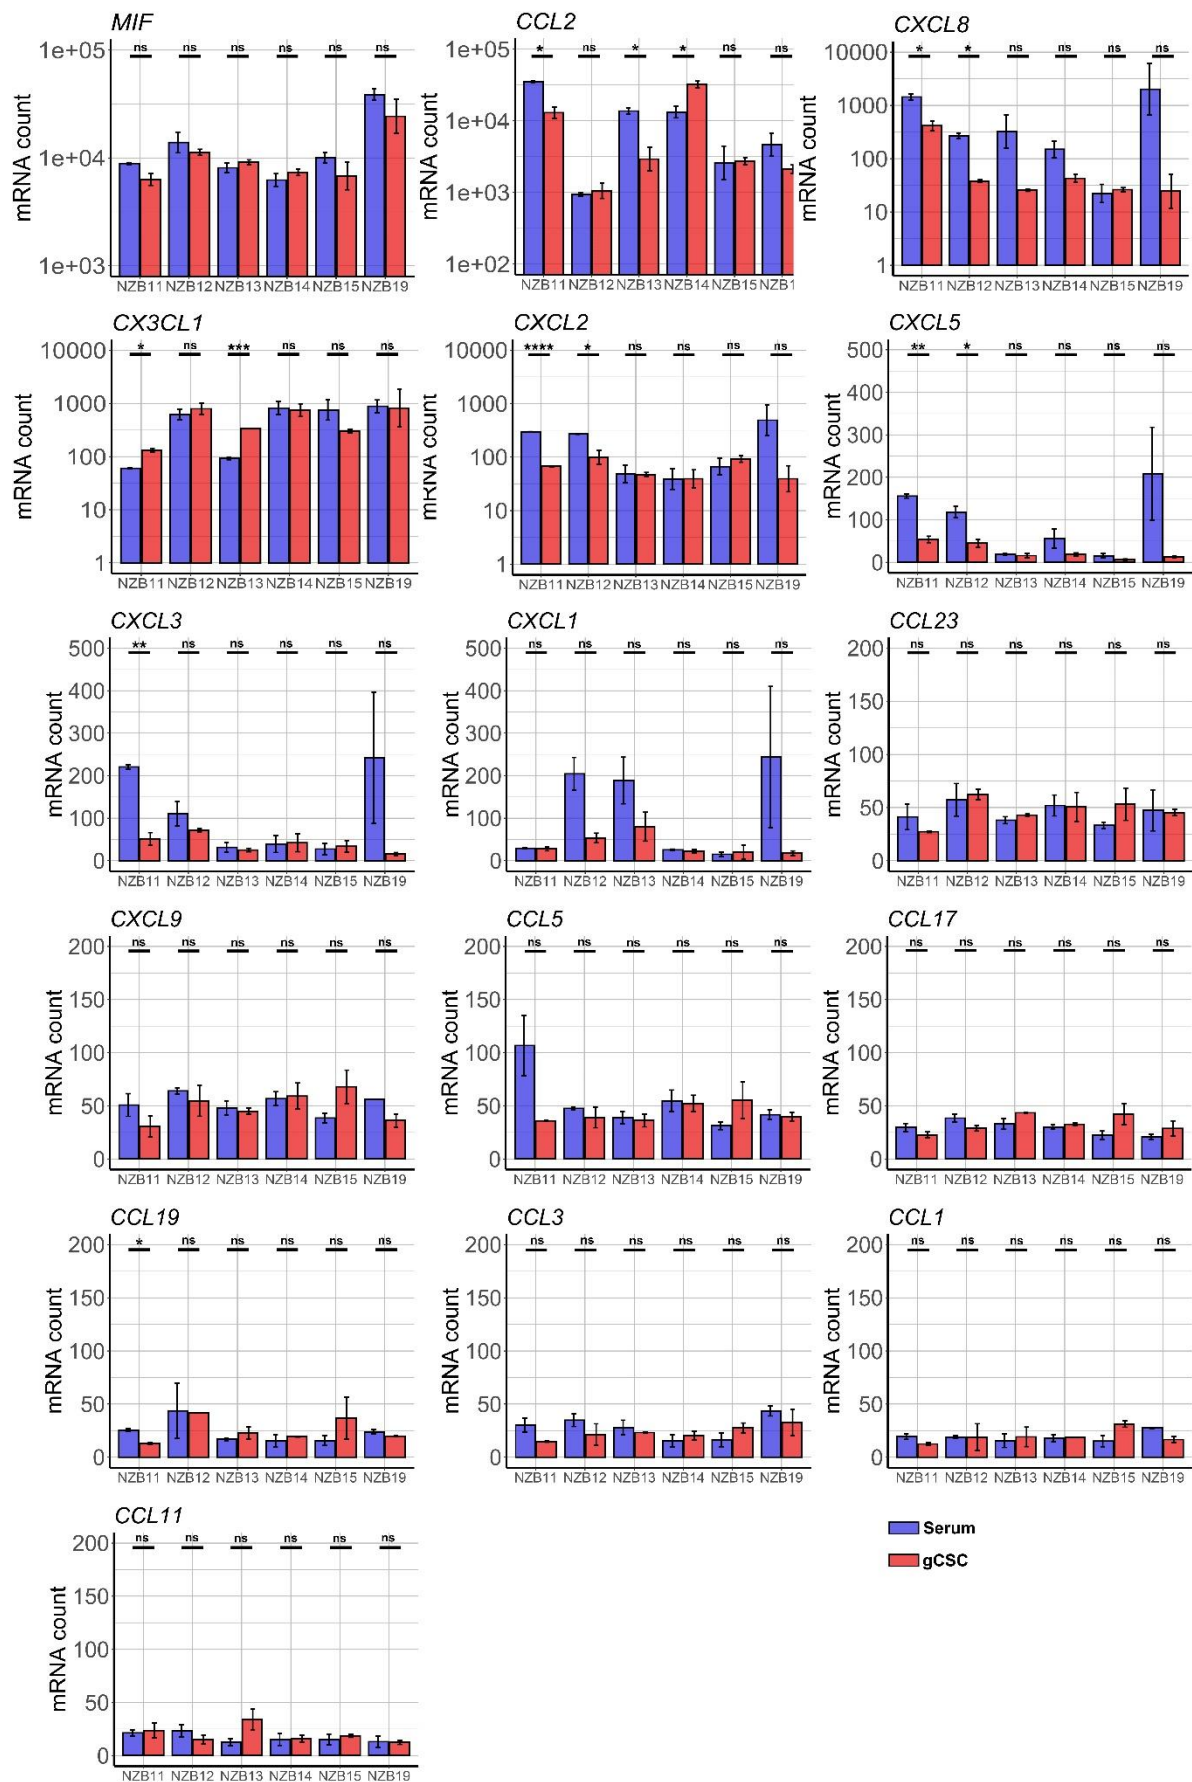 MIF
CCL2
CXCL8
ns ns ns ns ns ns
* ns * * ns ns
* * ns ns ns ns
mRNA count
1e+05
1e+04
1e+03
NZB11 NZB12 NZB13 NZB14 NZB15 NZB19
mRNA count
1e+05
1e+04
1e+03
1e+02
NZB11 NZB12 NZB13 NZB14 NZB15 NZB1
mRNA count
10000
1000
100
10
1
NZB11 NZB12 NZB13 NZB14 NZB15 NZB19
CX3CL1
CXCL2
CXCL5
* ns *** ns ns ns
**** * ns ns ns ns
** * ns ns ns ns
mRNA count
10000
1000
100
10
1
NZB11 NZB12 NZB13 NZB14 NZB15 NZB19
mRNA count
10000
1000
100
10
1
NZB11 NZB12 NZB13 NZB14 NZB15 NZB19
mRNA count
500
400
300
200
100
0
NZB11 NZB12 NZB13 NZB14 NZB15 NZB19
CXCL3
CXCL1
CCL23
** ns ns ns ns ns
ns ns ns ns ns ns
ns ns ns ns ns ns
mRNA count
500
400
300
200
100
0
NZB11 NZB12 NZB13 NZB14 NZB15 NZB19
mRNA count
500
400
300
200
100
0
NZB11 NZB12 NZB13 NZB14 NZB15 NZB19
mRNA count
200
150
100
50
0
NZB11 NZB12 NZB13 NZB14 NZB15 NZB19
CXCL9
CCL5
CCL17
ns ns ns ns ns ns
ns ns ns ns ns ns
ns ns ns ns ns ns
mRNA count
200
150
100
50
0
NZB11 NZB12 NZB13 NZB14 NZB15 NZB19
mRNA count
200
150
100
50
0
NZB11 NZB12 NZB13 NZB14 NZB15 NZB19
mRNA count
200
150
100
50
0
NZB11 NZB12 NZB13 NZB14 NZB15 NZB19
CCL19
CCL3
CCL1
* ns ns ns ns ns
ns ns ns ns ns ns
ns ns ns ns ns ns
mRNA count
200
150
100
50
0
NZB11 NZB12 NZB13 NZB14 NZB15 NZB19
mRNA count
200
150
100
50
0
NZB11 NZB12 NZB13 NZB14 NZB15 NZB19
mRNA count
200
150
100
50
0
NZB11 NZB12 NZB13 NZB14 NZB15 NZB19
CCL11
ns ns ns ns ns ns
mRNA count
200
150
100
50
0
NZB11 NZB12 NZB13 NZB14 NZB15 NZB19
Serum
gCSC